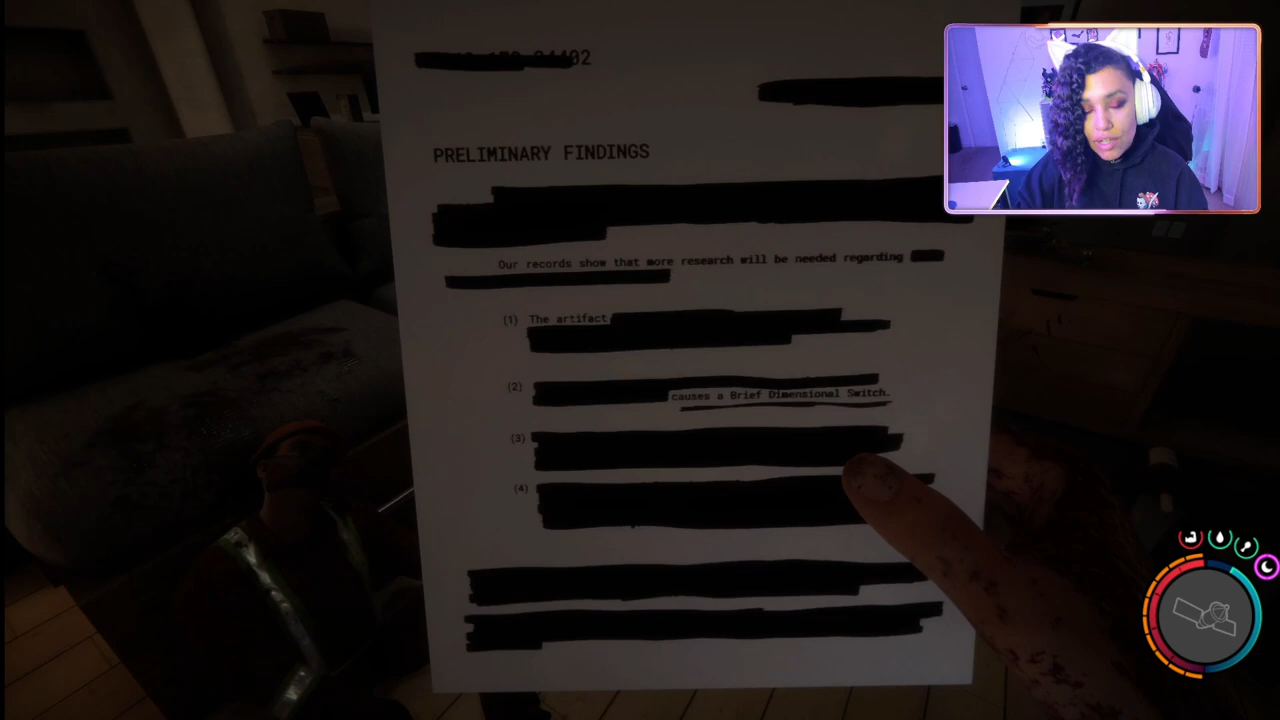 02
PRELIMINARY FINDINGS
Our records show that more research will be needed regarding
(1) The artifact
(2)
causes a Brief Dimensional Switch.
(3)
(4)